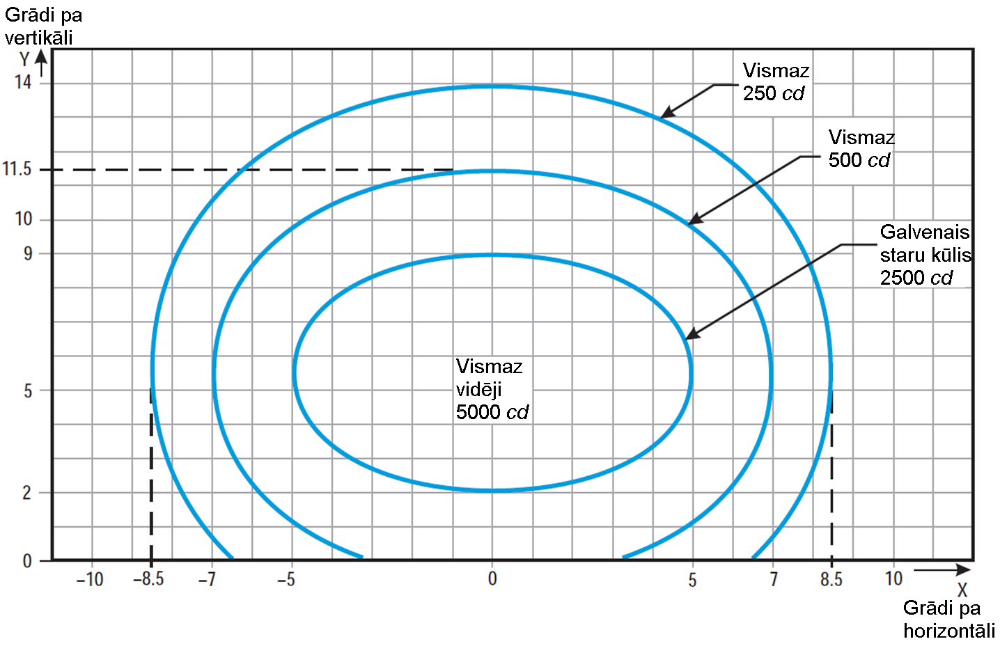 Grādi pa
vertikāli
Y
14
11.5
10
9
5
2
0
Vismaz
250 cd
Vismaz
500 cd
Galvenais
staru kūlis
2500 cd
Vismaz
vidēji
5000 cd
–10 –8.5 –7 –5 0 5 7 8.5 10
X
Grādi pa
horizontāli